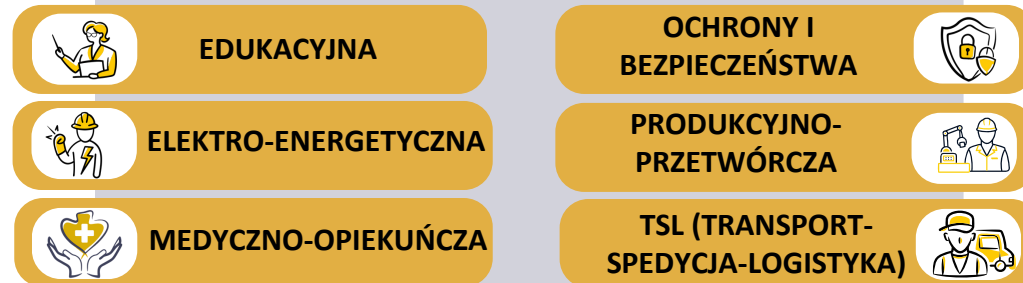 EDUKACYJNA
ELEKTRO-ENERGETYCZNA
MEDYCZNO-OPIEKUŃCZA
OCHRONY I
BEZPIECZEŃSTWA
PRODUKCYJNO-
PRZETWÓRCZA
TSL (TRANSPORT-
SPEDYCJA-LOGISTYKA)